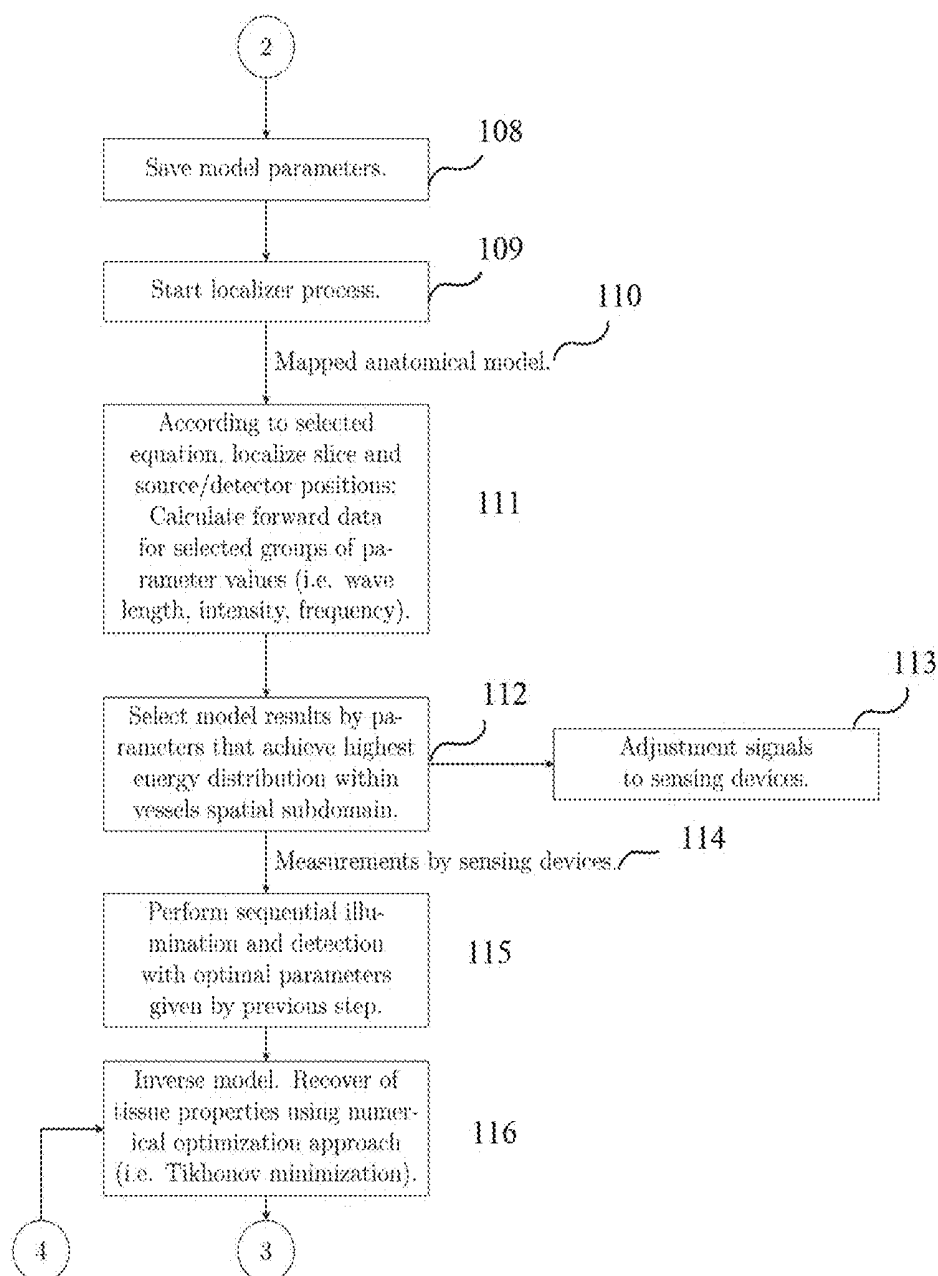 2
108
Save model parameters.
109
Start localizer process.
110
Mapped anatomical model.
According to selected
equation, localize slice and
source/detector positions:
Calculate forward data
for selected groups of pa-
rameter values (i.e. wave
length, intensity, frequency).
111
112
113
Select model results by pa-
rameters that achieve highest
energy distribution within
vessels spatial subdomain.
Adjustment signals
to sensing devices.
114
Measurements by sensing devices.
Perform sequential illu-
mination and detection
with optimal parameters
given by previous step.
115
Inverse model. Recover of
tissue properties using numer-
ical optimization approach
(i.e. Tikhonov minimization).
116
4
3